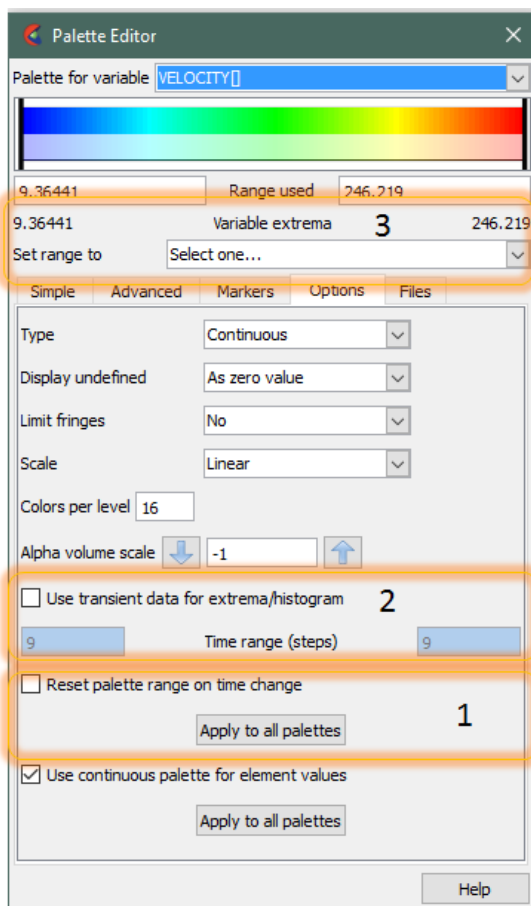 Palette Editor
Palette for variable VELOCITY[]
9.36441 Range used 246.219
9.36441 Variable extrema 3 246.219
Set range to Select one...
Simple Advanced Markers Options Files
Type Continuous
Display undefined As zero value
Limit fringes No
Scale Linear
Colors per level 16
Alpha volume scale -1
Use transient data for extrema/histogram 2
9 Time range (steps) 9
Reset palette range on time change
1
Apply to all palettes
Use continuous palette for element values
Apply to all palettes
Help